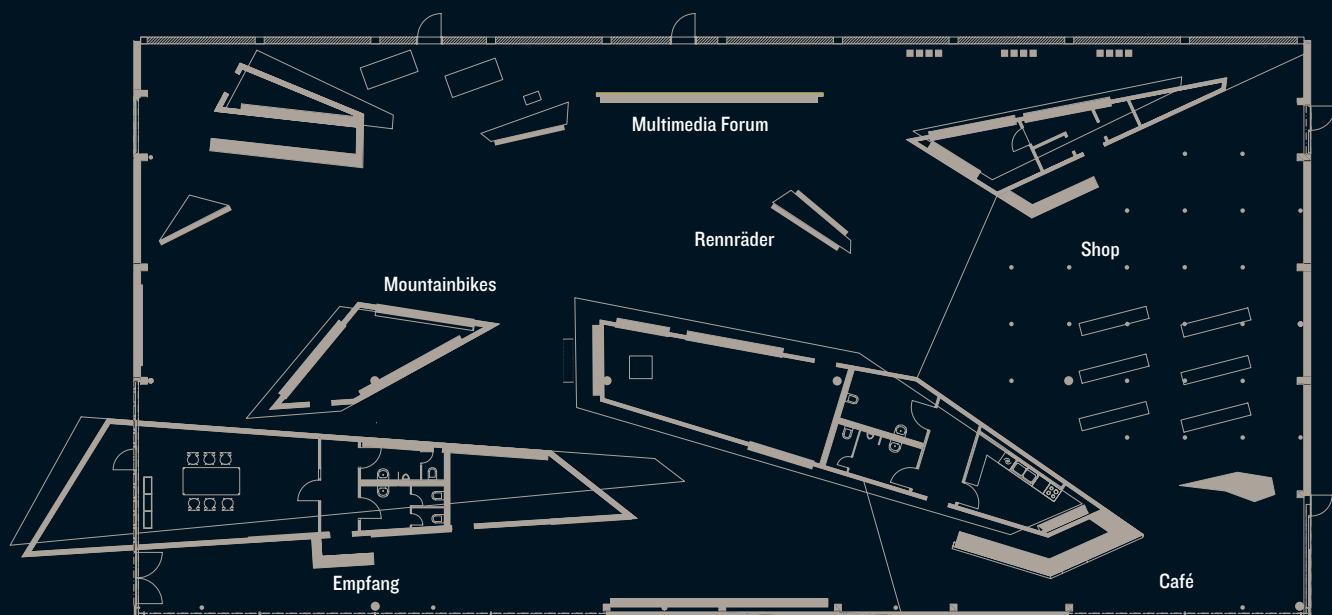 Multimedia Forum
Rennräder
Shop
Mountainbikes
Empfang
Café